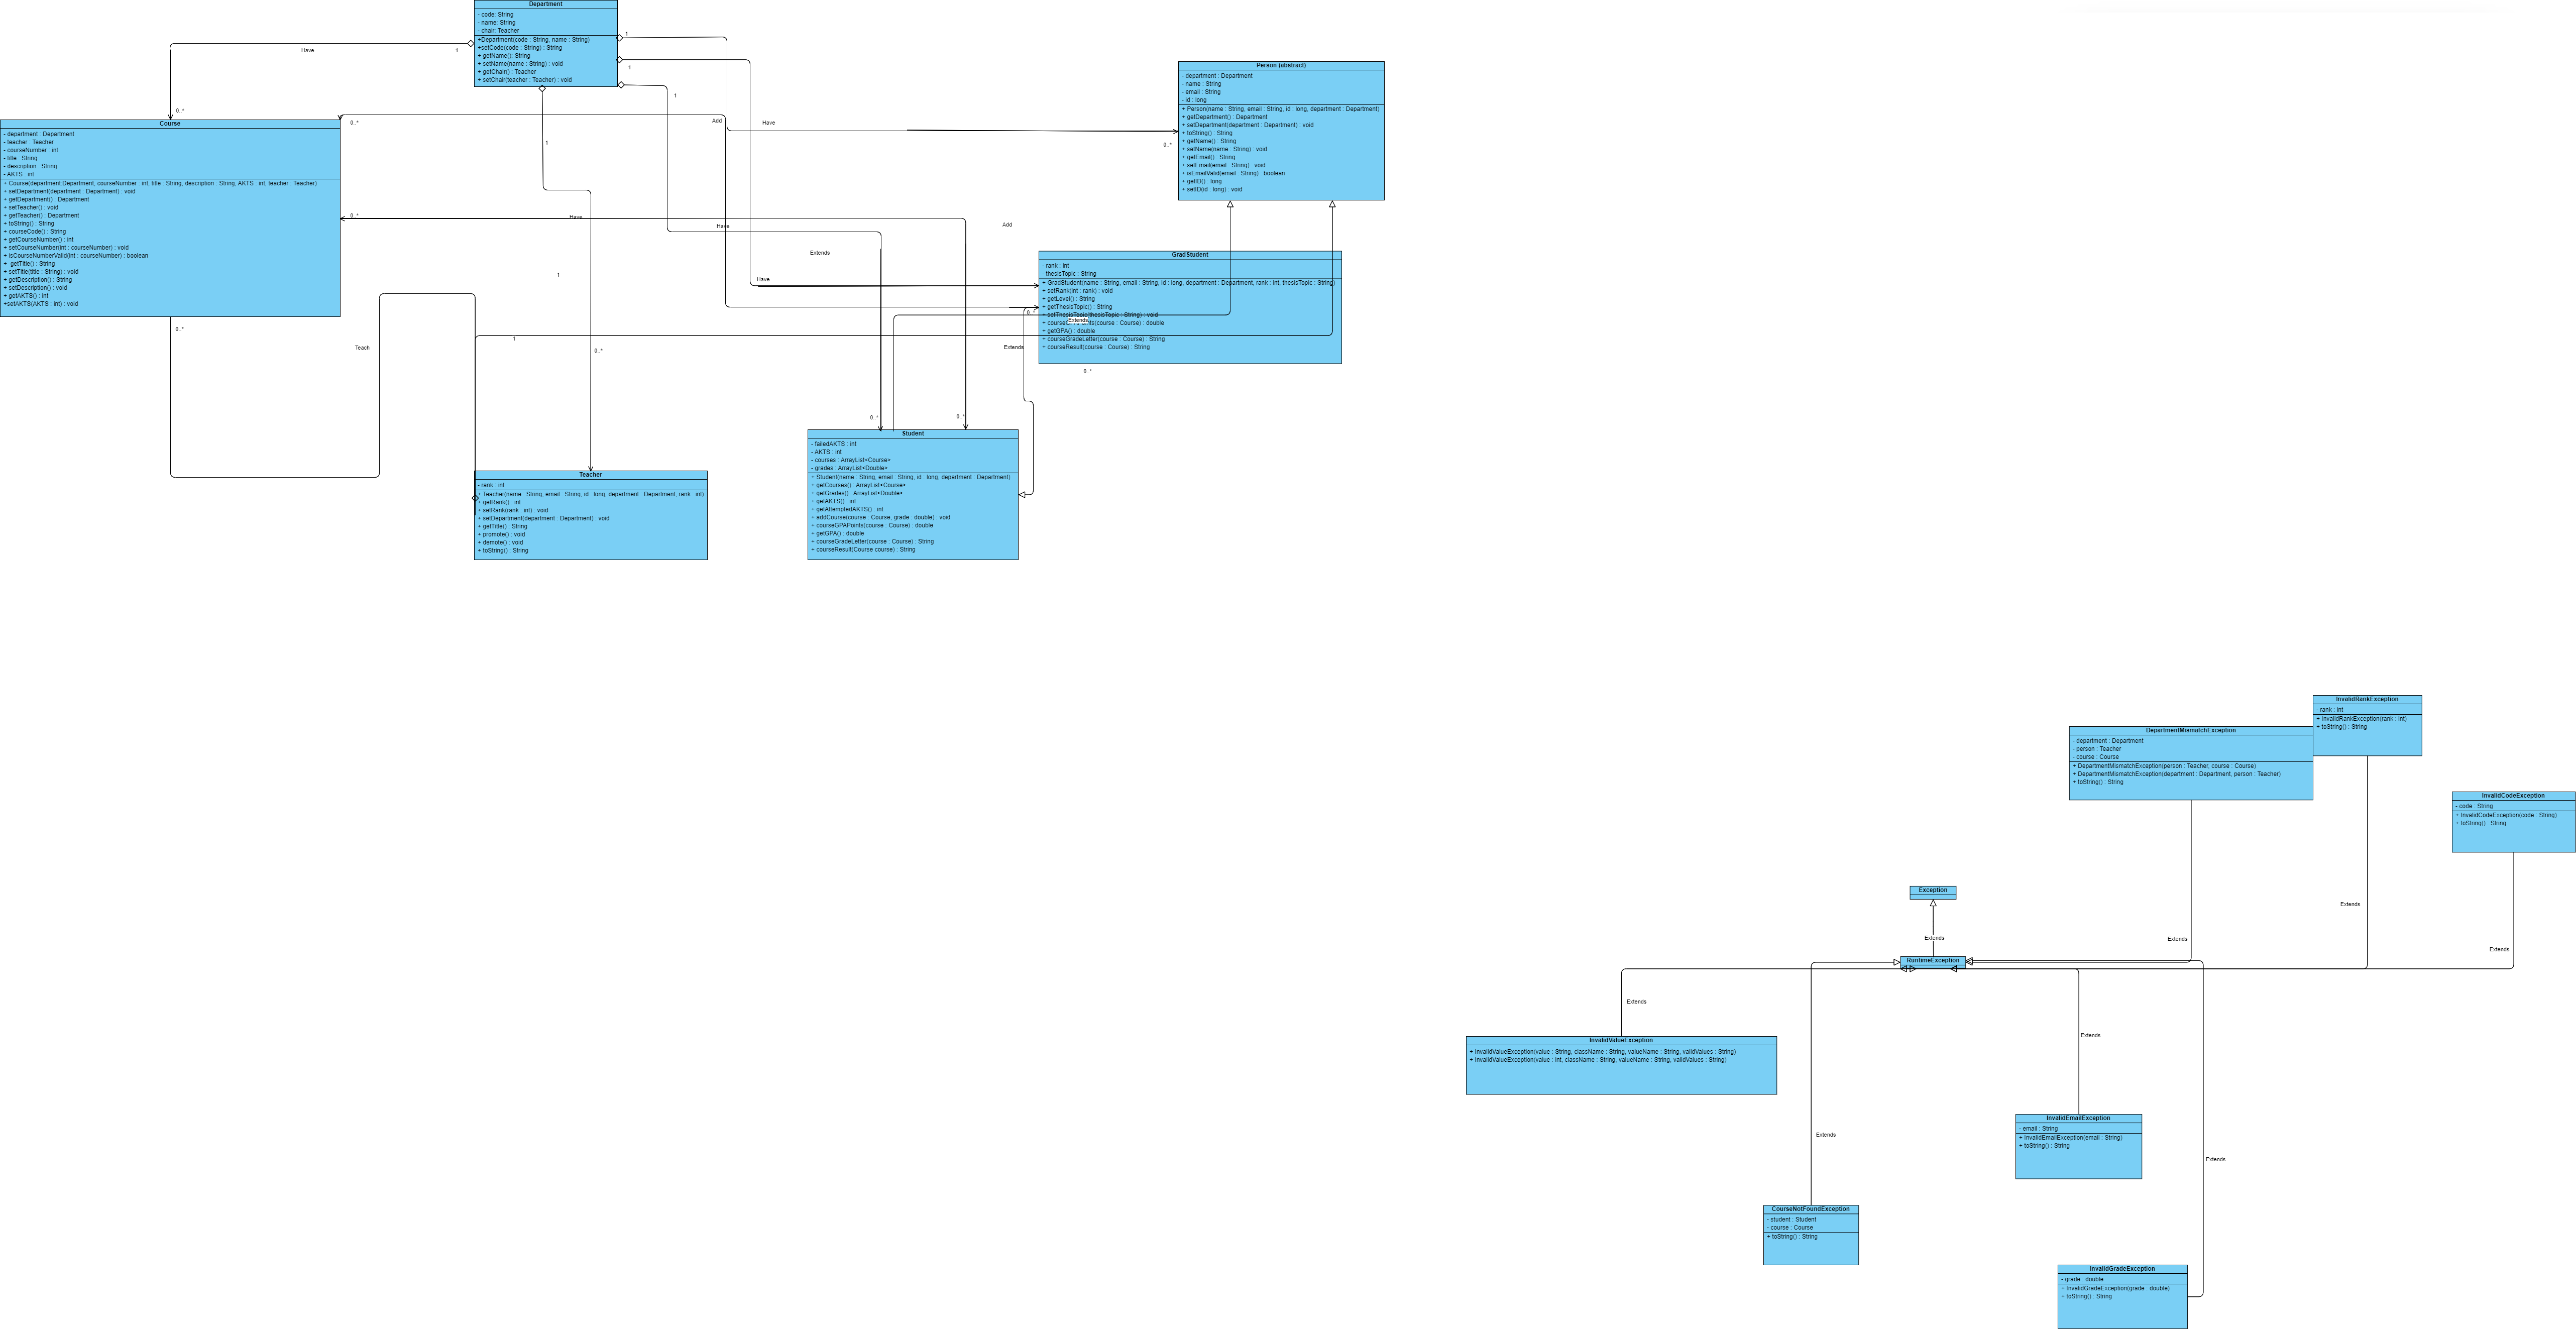 Department
- code: String
- name: String
- chair: Teacher
+Department(code : String, name : String)
+setCode(code : String) : String
+ getName(): String
+ setName(name : String) : void
+ getChair() : Teacher
+ setChair(teacher : Teacher) : void
Have
1
1
1
1
1
0..*
0..*
Add
Have
0..*
Person (abstract)
- department : Department
- name : String
- email : String
- id : long
+ Person(name : String, email : String, id : long, department : Department)
+ getDepartment() : Department
+ setDepartment(department : Department) : void
+ toString() : String
+ getName() : String
+ setName(name : String) : void
+ getEmail() : String
+ setEmail(email : String) : void
+ isEmailValid(email : String) : boolean
+ getID() : long
+ setID(id : long) : void
Course
- department : Department
- teacher : Teacher
- courseNumber : int
- title : String
- description : String
- AKTS : int
+ Course(department:Department, courseNumber : int, title : String, description : String, AKTS : int, teacher : Teacher)
+ setDepartment(department : Department) : void
+ getDepartment() : Department
+ setTeacher() : void
+ getTeacher() : Department
+ toString() : String
+ courseCode() : String
+ getCourseNumber() : int
+ setCourseNumber(int : courseNumber) : void
+ isCourseNumberValid(int : courseNumber) : boolean
+ getTitle() : String
+ setTitle(title : String) : void
+ getDescription() : String
+ setDescription() : void
+ getAKTS() : int
+setAKTS(AKTS : int) : void
0..*
Have
Have
Add
Extends
1
Have
GradStudent
- rank : int
- thesisTopic : String
+ GradStudent(name : String, email : String, id : long, department : Department, rank : int, thesisTopic : String)
+ setRank(int : rank) : void
+ getLevel() : String
+ getThesisTopic() : String
+ setThesisTopic(thesisTopic : String) : void
(course : Course) : double
+ getGPA() : double
+ courseGradeLetter(course : Course) : String
+ courseResult(course : Course) : String
0..
Extends
Extends
0..*
0..*
Teach
1
0..*
0..*
0..*
Student
- failedAKTS : int
- AKTS : int
- courses : ArrayList<Course>
- grades : ArrayList<Double>
+ Student(name : String, email : String, id : long, department : Department)
+ getCourses() : ArrayList<Course>
+ getGrades() : ArrayList<Double>
+ getAKTS() : int
+ getAttemptedAKTS() : int
+ addCourse(course : Course, grade : double) : void
+ courseGPAPoints(course : Course) : double
+ getGPA() : double
+ courseGradeLetter(course : Course) : String
+ courseResult(Course course) : String
Teacher
- rank : int
+ Teacher(name : String, email : String, id : long, department : Department, rank : int)
+ getRank() : int
+ setRank(rank : int) : void
+ setDepartment(department : Department) : void
+ getTitle() : String
+ promote() : void
+ demote() : void
+ toString() : String
InvalidRankException
- rank : int
+ InvalidRankException(rank : int)
+ toString() : String
DepartmentMismatchException
- department : Department
- person : Teacher
- course : Course
+ DepartmentMismatchException(person : Teacher, course : Course)
+ DepartmentMismatchException(department : Department, person : Teacher)
+ toString() : String
InvalidCodeException
- code : String
+ InvalidCodeException(code : String)
+ toString() : String
Exception
Extends
Extends
Extends
Extends
RuntimeException
Extends
InvalidValueException
+ InvalidValueException(value : String, className : String, valueName : String, validValues : String)
+ InvalidValueException(value : int, className : String, valueName : String, validValues : String)
Extends
InvalidEmailException
- email : String
+ InvalidEmailException(email : String)
+ toString() : String
Extends
Extends
CourseNotFoundException
- student : Student
- course : Course
+ toString() : String
InvalidGradeException
- grade : double
+ InvalidGradeException(grade : double)
+ toString() : String